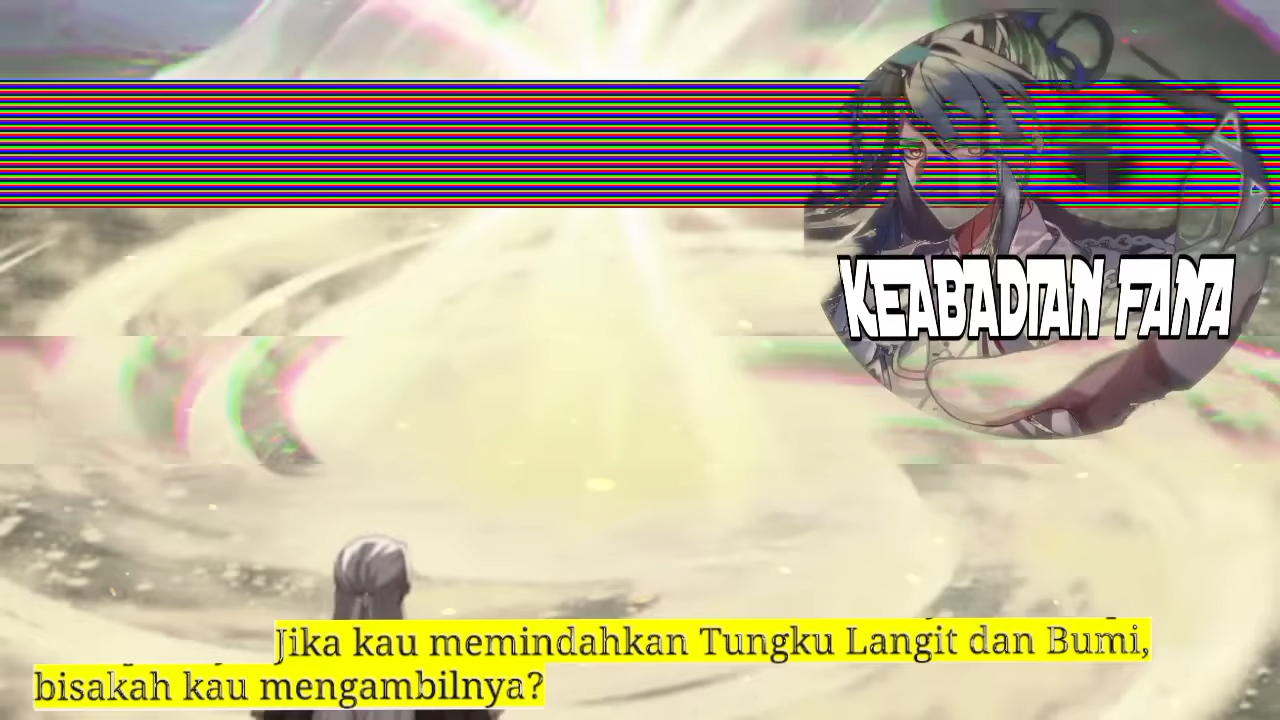 KEABADIAN FANA
Jika kau memindahkan Tungku Langit dan Bumi,
bisakah kau mengambilnya?